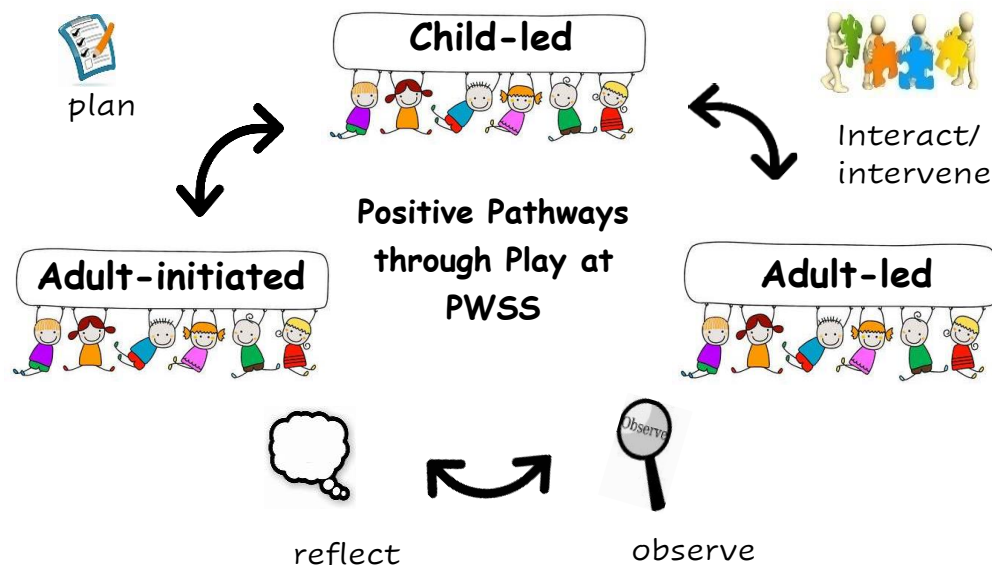 Child-led
plan
Interact/
intervene
Positive Pathways
through Play at
PWSS
Adult-initiated
Adult-led
Observe
reflect
observe